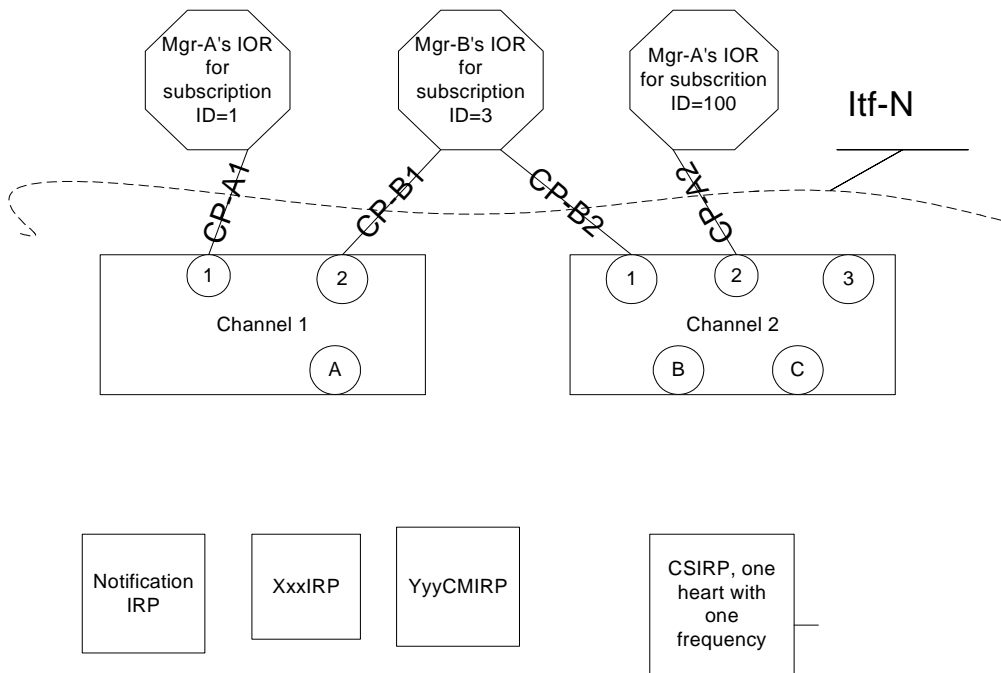 Mgr-A's IOR
for
subscription
ID=1
Mgr-B's IOR
for
subscription
ID=3
Mgr-A's IOR
for subscrition
ID=100
Itf-N
CP-A1
CP-B1
CP-B2
CP-A2
1
2
Channel 1
A
1
2
3
Channel 2
B
C
Notification
IRP
XxxIRP
YyyCMIRP
CSIRP, one
heart with
one
frequency